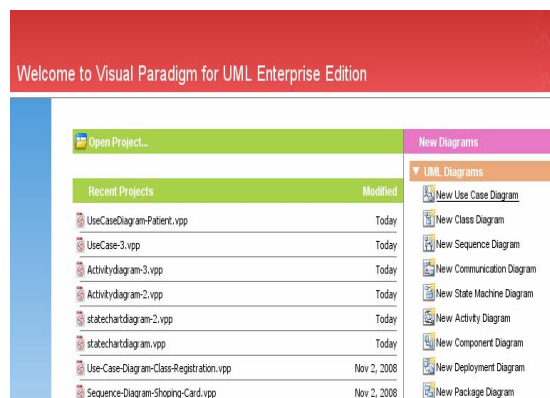 Welcome to Visual Paradigm for UML Enterprise Edition
Open Project...
Recent Projects Modified
UseCaseDiagram-Patient.vpp Today
UseCase-3.vpp Today
Activitydiagram-3.vpp Today
Activitydiagram-2.vpp Today
statechartdiagram-2.vpp Today
statechartdiagram.vpp Today
Use-Case-Diagram-Class-Registration.vpp Nov 2, 2008
Sequence-Diagram-Shoping-Card.vpp Nov 2, 2008
New Diagrams
UML Diagrams
New Use Case Diagram
New Class Diagram
New Sequence Diagram
New Communication Diagram
New State Machine Diagram
New Activity Diagram
New Component Diagram
New Deployment Diagram
New Package Diagram